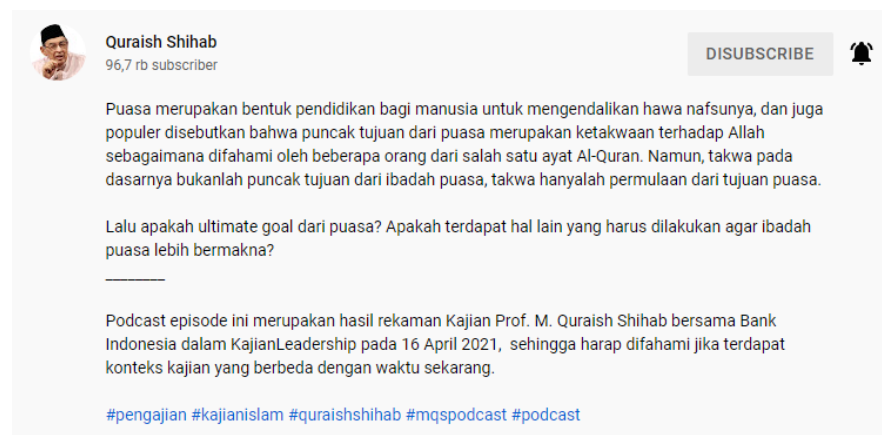 Quraish Shihab
96,7 rb subscriber
DISUBSCRIBE
Puasa merupakan bentuk pendidikan bagi manusia untuk mengendalikan hawa nafsunya, dan juga
populer disebutkan bahwa puncak tujuan dari puasa merupakan ketakwaan terhadap Allah
sebagaimana difahami oleh beberapa orang dari salah satu ayat Al-Quran. Namun, takwa pada
dasarnya bukanlah puncak tujuan dari ibadah puasa, takwa hanyalah permulaan dari tujuan puasa.
Lalu apakah ultimate goal dari puasa? Apakah terdapat hal lain yang harus dilakukan agar ibadah
puasa lebih bermakna?
________
Podcast episode ini merupakan hasil rekaman Kajian Prof. M. Quraish Shihab bersama Bank
Indonesia dalam KajianLeadership pada 16 April 2021,  sehingga harap difahami jika terdapat
konteks kajian yang berbeda dengan waktu sekarang.
#pengajian #kajianislam #quraishshihab #mqspodcast #podcast